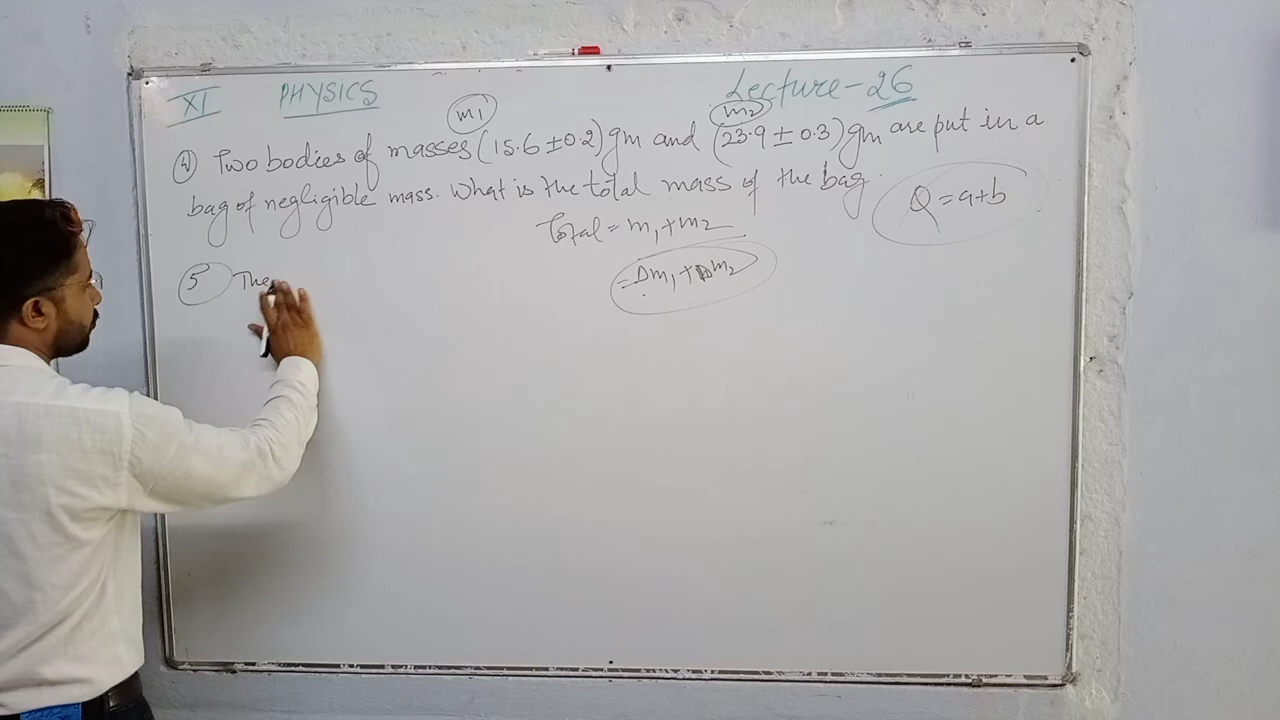 XI PHYSICS Lecture-26
m1 m2
4) Two bodies of masses (15.6 ± 0.2) gm and (23.9 ± 0.3) gm are put in a
bag of negligible mass. What is the total mass of the bag.
Q = a+b
Total = m1 + m2
= Δm1 + Δm2
5 The